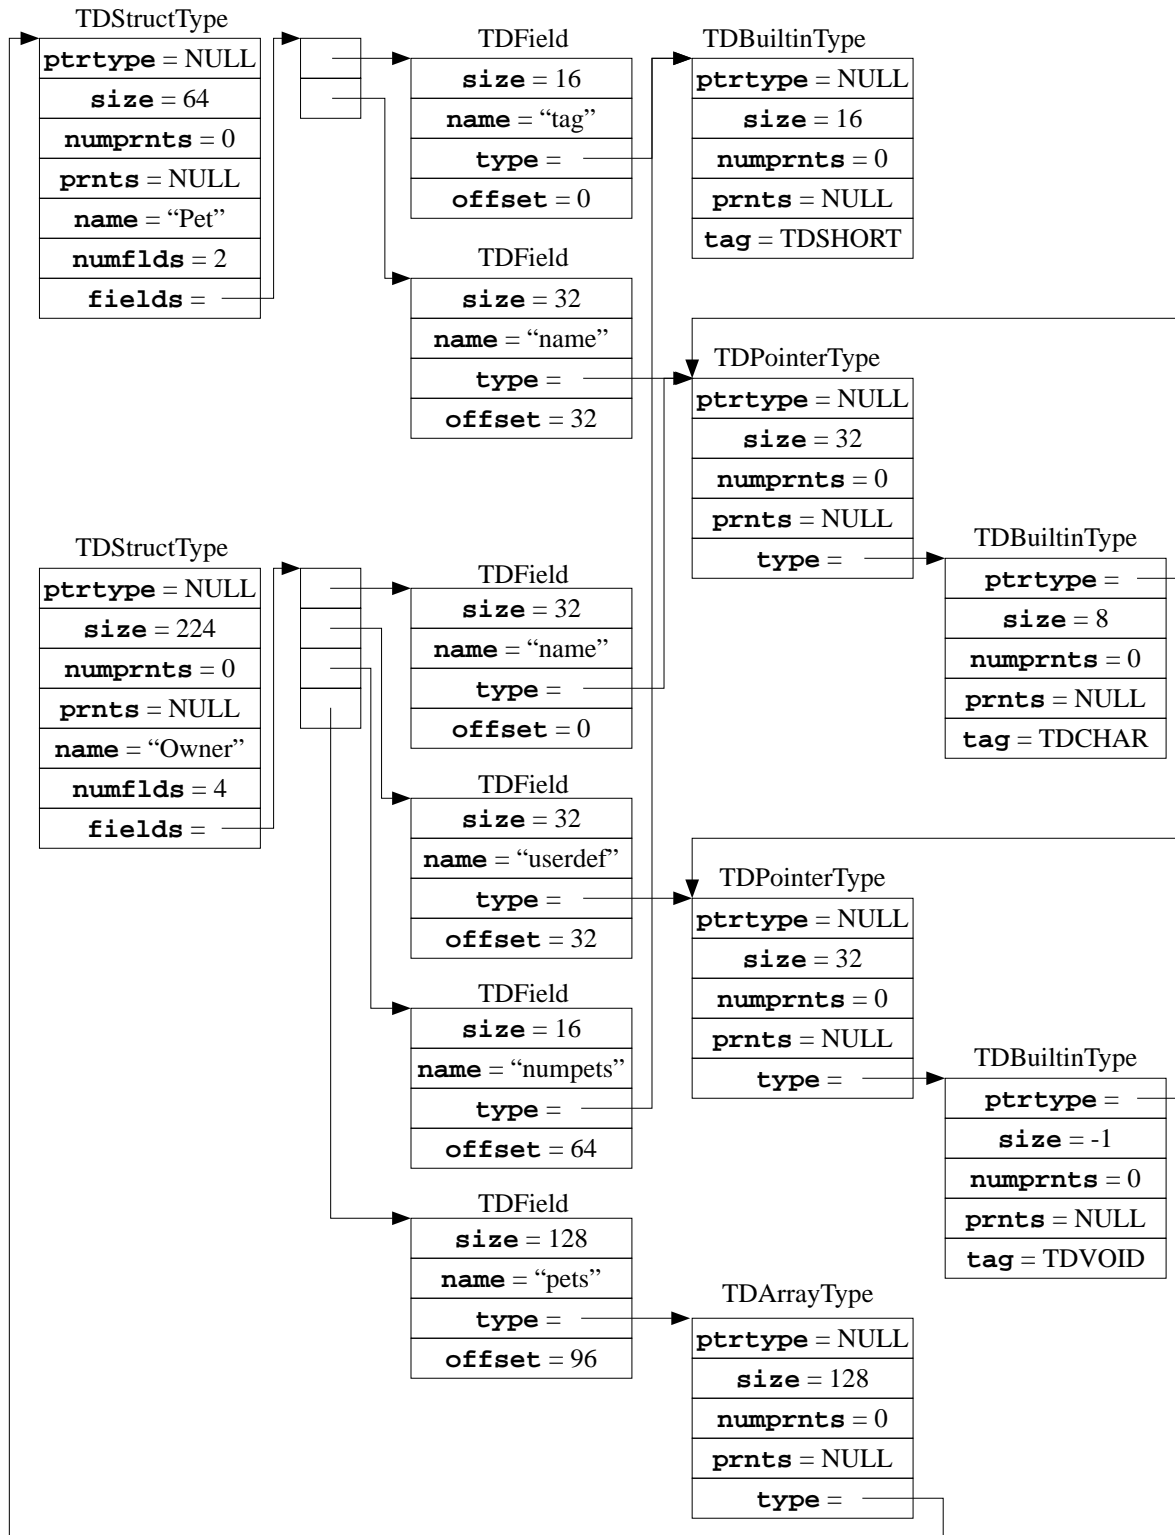 TDStructType
ptrtype = NULL
size = 64
numprnts = 0
prnts = NULL
name = “Pet”
numflds = 2
fields =
TDField
size = 16
name = “tag”
type =
offset = 0
TDBuiltinType
ptrtype = NULL
size = 16
numprnts = 0
prnts = NULL
tag = TDSHORT
TDField
size = 32
name = “name”
type =
offset = 32
TDPointerType
ptrtype = NULL
size = 32
numprnts = 0
prnts = NULL
type =
TDBuiltinType
ptrtype =
size = 8
numprnts = 0
prnts = NULL
tag = TDCHAR
TDStructType
ptrtype = NULL
size = 224
numprnts = 0
prnts = NULL
name = “Owner”
numflds = 4
fields =
TDField
size = 32
name = “name”
type =
offset = 0
TDField
size = 32
name = “userdef”
type =
offset = 32
TDPointerType
ptrtype = NULL
size = 32
numprnts = 0
prnts = NULL
type =
TDBuiltinType
ptrtype =
size = -1
numprnts = 0
prnts = NULL
tag = TDVOID
TDField
size = 16
name = “numpets”
type =
offset = 64
TDField
size = 128
name = “pets”
type =
offset = 96
TDArrayType
ptrtype = NULL
size = 128
numprnts = 0
prnts = NULL
type =